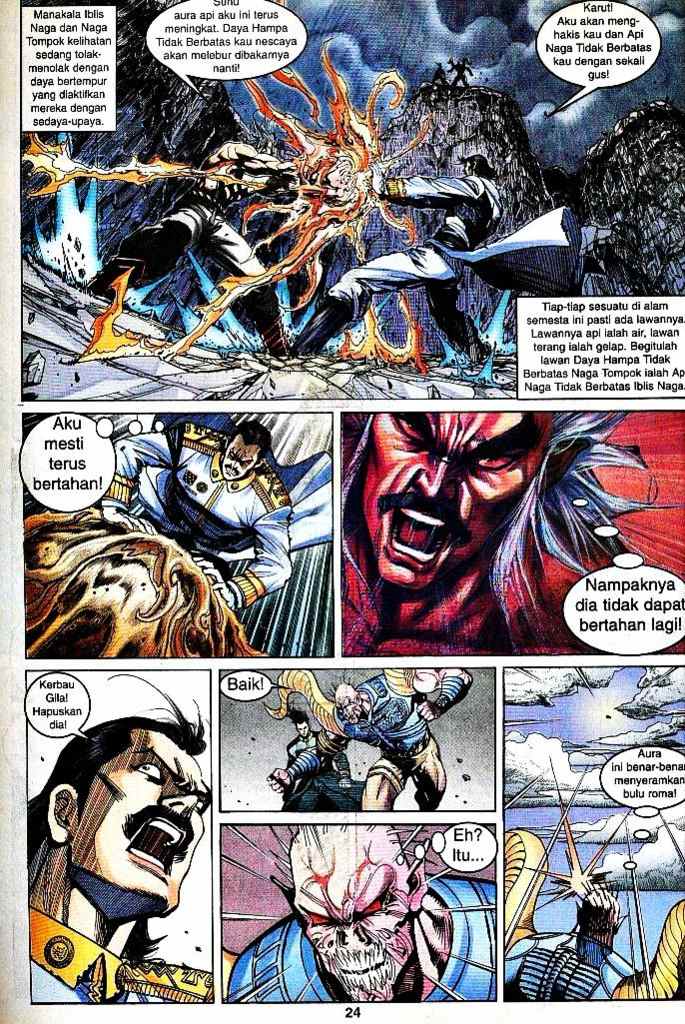 Manakala Iblis
Naga dan Naga
Tompok kelihatan
sedang tolak-
menolak dengan
daya bertempur
yang diaktifkan
mereka dengan
sedaya-upaya.
Suhu
aura api aku ini terus
meningkat. Daya Hampa
Tidak Berbatas kau nescaya
akan melebur dibakarnya
nanti!
Karut!
Aku akan meng-
hakis kau dan Api
Naga Tidak Berbatas
kau dengan sekali
gus!
Tiap-tiap sesuatu di alam
semesta ini pasti ada lawannya.
Lawannya api ialah air, lawan
terang ialah gelap. Begitulah
lawan Daya Hampa Tidak
Berbatas Naga Tompok ialah Ap
Naga Tidak Berbatas Iblis Naga.
Aku
mesti
terus
bertahan!
Nampaknya
dia tidak dapat
bertahan lagi!
Kerbau
Gila!
Hapuskan
dia!
Baik!
Eh?
Itu...
Aura
ini benar-benar
menyeramkan
bulu roma!
24